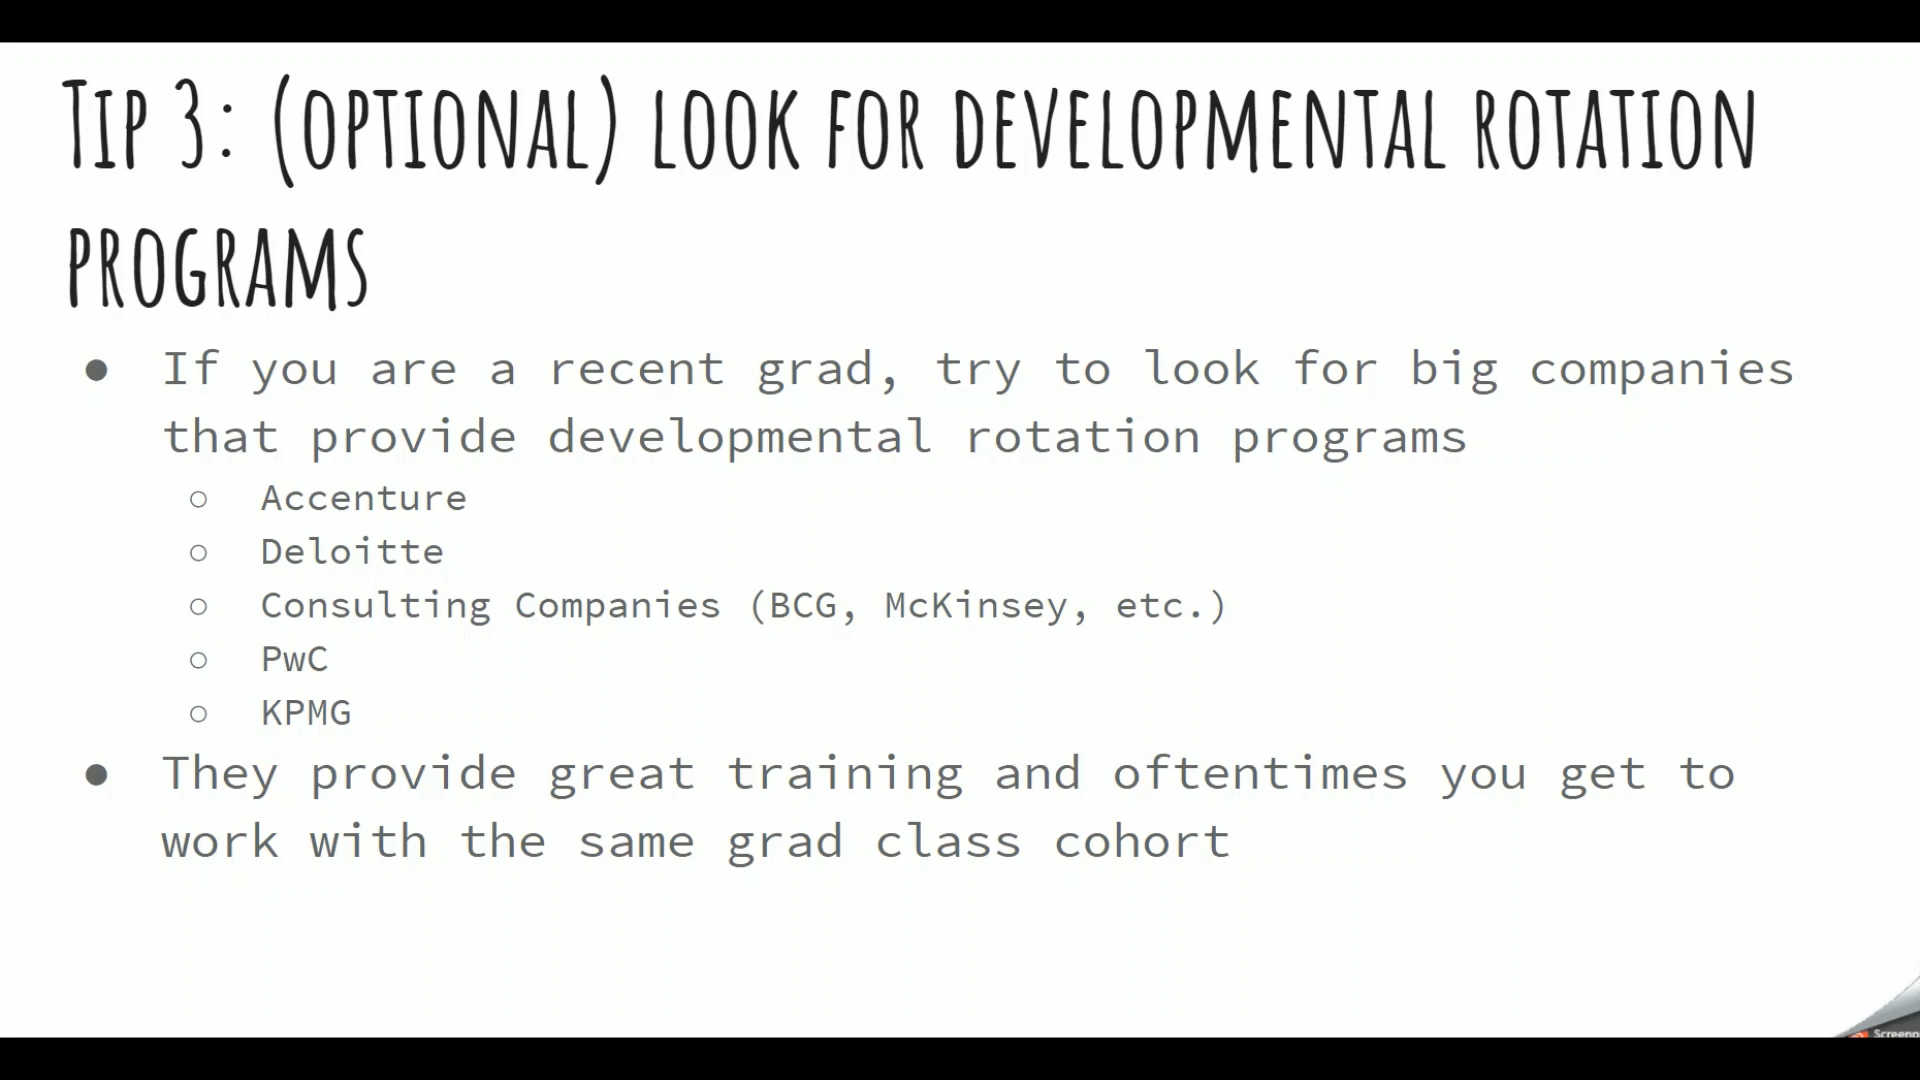 Tip 3: (optional) look for developmental rotation
programs
● If you are a recent grad, try to look for big companies
that provide developmental rotation programs
○ Accenture
○ Deloitte
○ Consulting Companies (BCG, McKinsey, etc.)
○ PwC
○ KPMG
● They provide great training and oftentimes you get to
work with the same grad class cohort